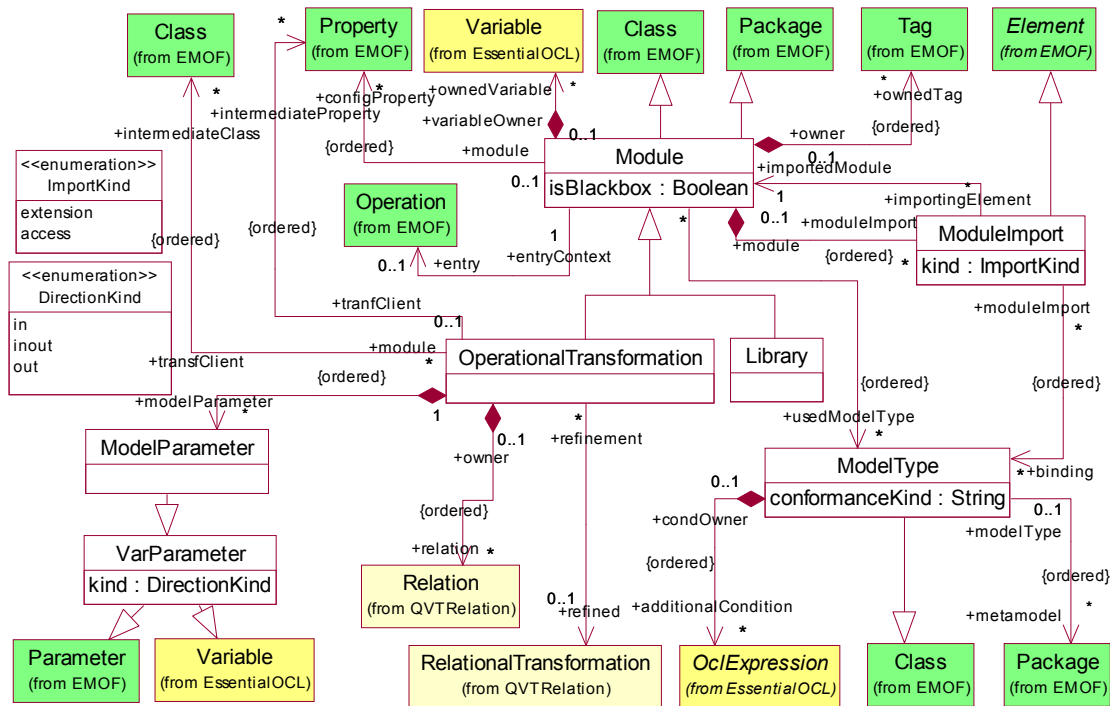 Class
(from EMOF)
Property
(from EMOF)
Variable
(from EssentialOCL)
Class
(from EMOF)
Package
(from EMOF)
Tag
(from EMOF)
Element
(from EMOF)
*
*
*
*
*
*
+intermediateProperty
+configProperty
+ownedVariable
+ownedTag
+intermediateClass
+variableOwner
0..1
+owner
{ordered}
{ordered}
+module
0..1
0..1
Module
isBlackbox : Boolean
+importedModule
1
*
+importingElement
<<enumeration>>
ImportKind
extension
access
Operation
(from EMOF)
{ordered}
{ordered}
0..1
+entry
1
+entryContext
*
0..1
+module
+moduleImport
{ordered}
*
ModuleImport
kind : ImportKind
<<enumeration>>
DirectionKind
in
inout
out
+tranfClient
0..1
+module
*
+transfClient
{ordered}
+modelParameter
*
1
OperationalTransformation
Library
+moduleImport
*
{ordered}
{ordered}
+usedModelType
*
ModelParameter
0..1
+owner
*
+refinement
ModelType
conformanceKind : String
*
+binding
{ordered}
+relation
*
0..1
+condOwner
{ordered}
0..1
+modelType
{ordered}
VarParameter
kind : DirectionKind
Relation
(from QVTRelation)
0..1
+refined
+additionalCondition
*
+metamodel
*
Parameter
(from EMOF)
Variable
(from EssentialOCL)
RelationalTransformation
(from QVTRelation)
OclExpression
(from EssentialOCL)
Class
(from EMOF)
Package
(from EMOF)